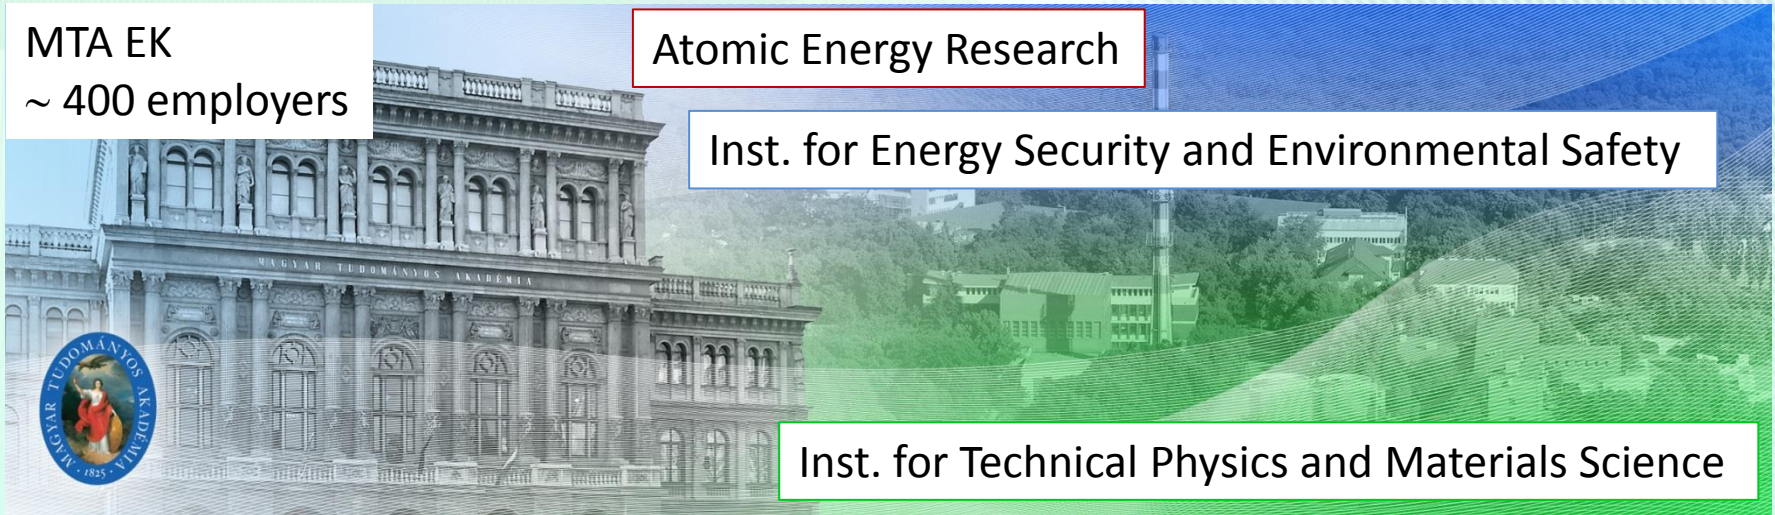 MTA EK
~ 400 employers
Atomic Energy Research
Inst. for Energy Security and Environmental Safety
MAGYAR TUDOMÁNYOS AKADÉMIA
MAGYAR TUDOMÁNYOS AKADÉMIA
· 1825 ·
Inst. for Technical Physics and Materials Science